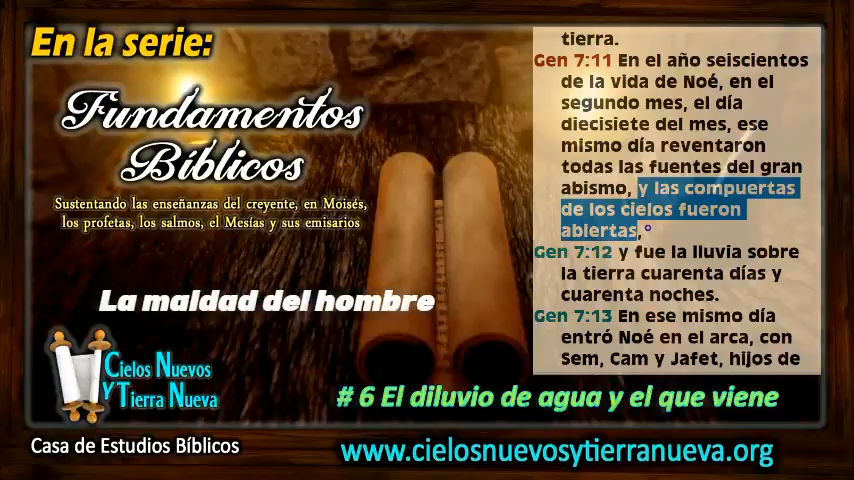 En la serie:
Fundamentos
Bíblicos
Sustentando las enseñanzas del creyente, en Moisés,
los profetas, los salmos, el Mesías y sus emisarios
La maldad del hombre
Cielos Nuevos
Y Tierra Nueva
Casa de Estudios Bíblicos
tierra.
Gen 7:11 En el año seiscientos
de la vida de Noé, en el
segundo mes, el día
diecisiete del mes, ese
mismo día reventaron
todas las fuentes del gran
abismo, y las compuertas
de los cielos fueron
abiertas,°
Gen 7:12 y fue la lluvia sobre
la tierra cuarenta días y
cuarenta noches.
Gen 7:13 En ese mismo día
entró Noé en el arca, con
Sem, Cam y Jafet, hijos de
# 6 El diluvio de agua y el que viene
www.cielosnuevosytierranueva.org